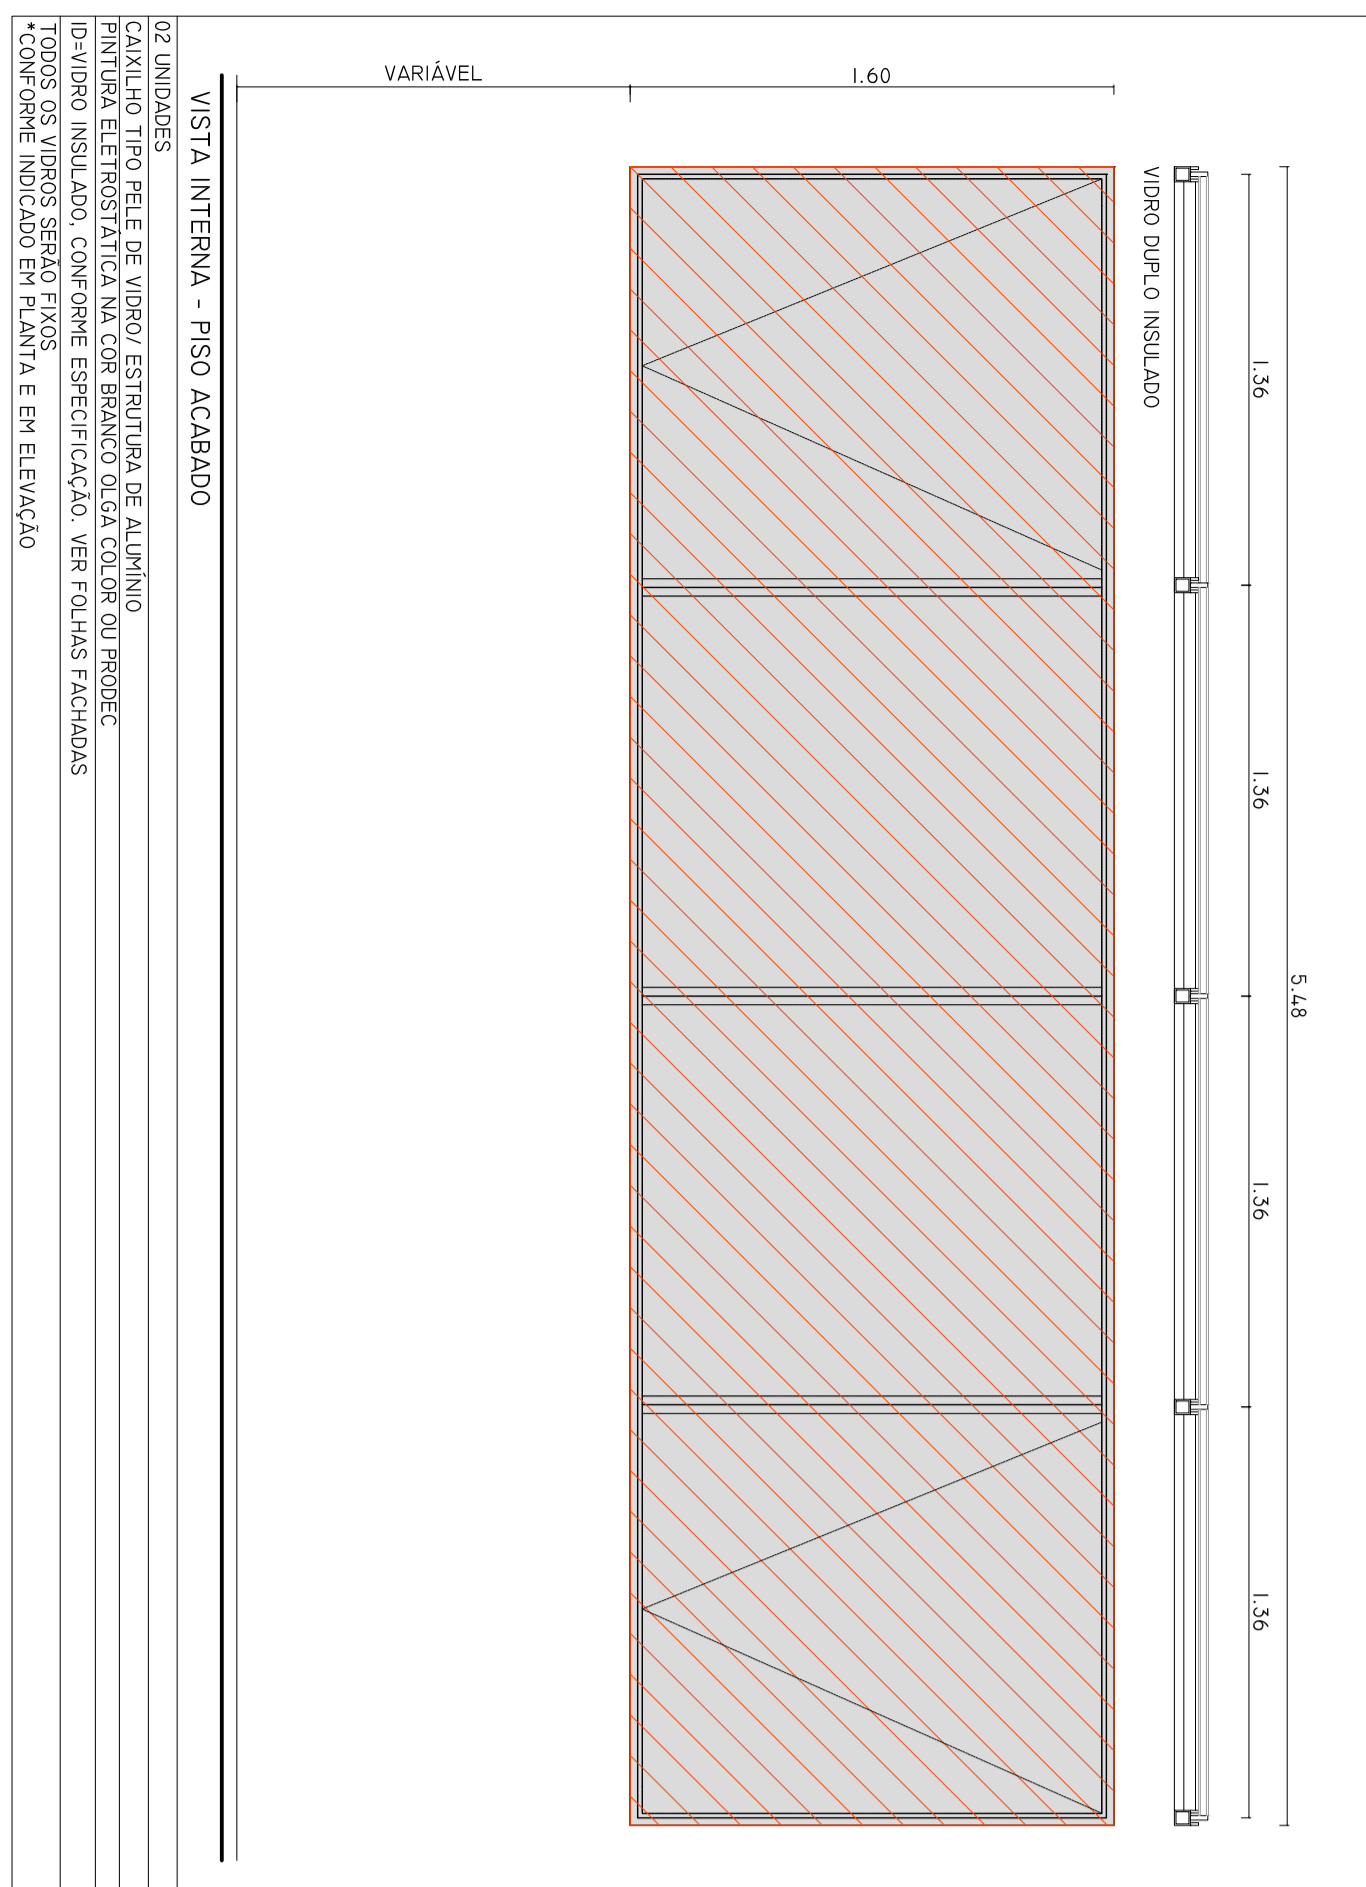 5.48
1.36
1.36
1.36
1.36
VIDRO DUPLO INSULADO
1.60
VARIÁVEL
VISTA INTERNA - PISO ACABADO
02 UNIDADES
CAIXILHO TIPO PELE DE VIDRO/ ESTRUTURA DE ALUMÍNIO
PINTURA ELETROSTÁTICA NA COR BRANCO OLGA COLOR OU PRODEC
ID=VIDRO INSULADO, CONFORME ESPECIFICAÇÃO. VER FOLHAS FACHADAS
TODOS OS VIDROS SERÃO FIXOS
*CONFORME INDICADO EM PLANTA E EM ELEVAÇÃO